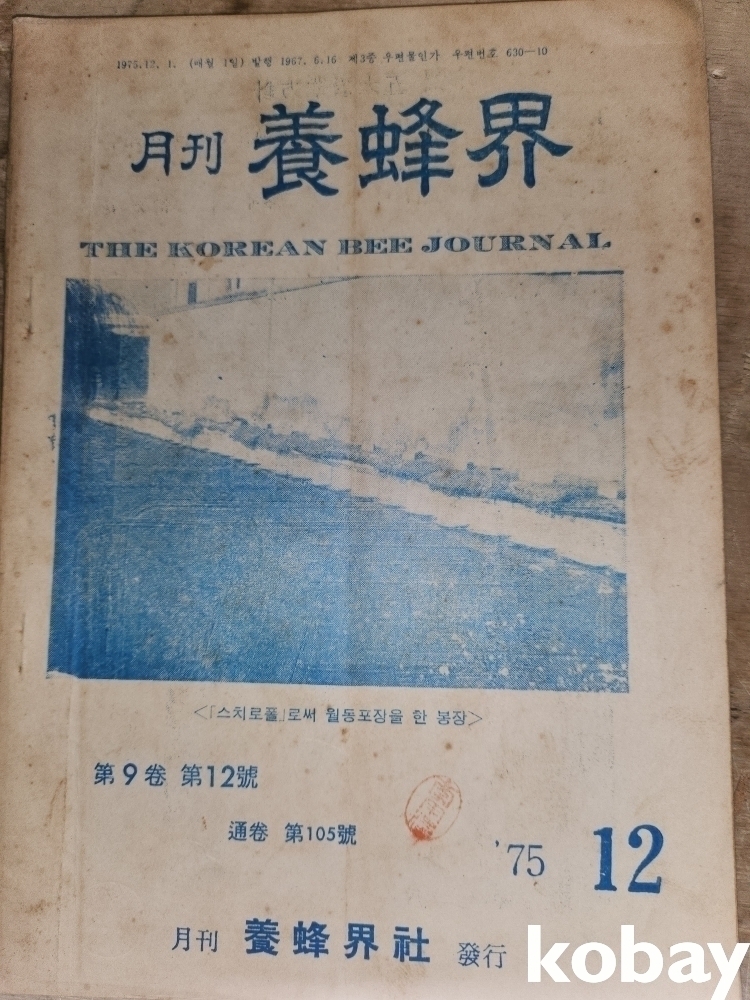 1975.12. 1. (매월 1일) 발행 1967. 6.16 제3종 우편물인가 우편번호 630—10
月刊 養蜂界
THE KOREAN BEE JOURNAL
<「스치로폴」로써 월동포장을 한 봉장>
第9卷 第12號
通卷 第105號
'75 12
月刊 養蜂界社 發行
kobay